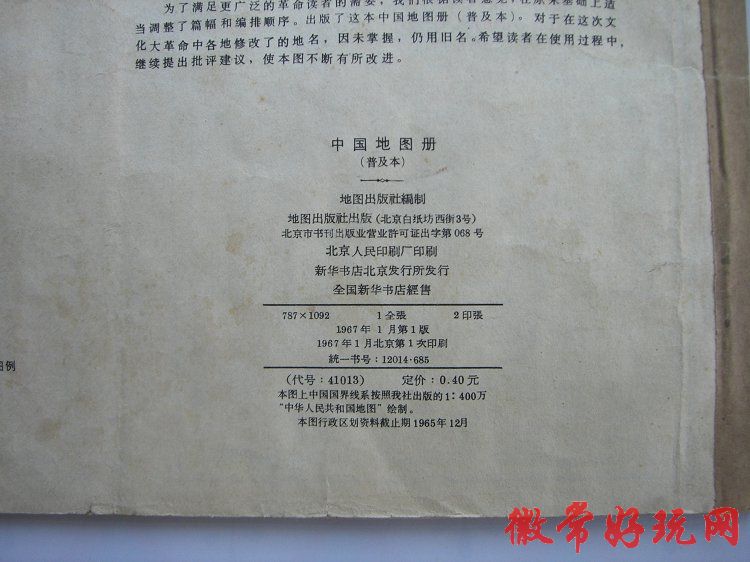 为了满足更广泛的革命读者的需要，我们根据读者意见，在原来基础上适
当调整了篇幅和编排顺序。出版了这本中国地图册（普及本）。对于在这次文
化大革命中各地修改了的地名，因未掌握，仍用旧名。希望读者在使用过程中，
继续提出批评建议，使本图不断有所改进。
中国地图册
（普及本）
地图出版社編制
地图出版社出版（北京白纸坊西街3号）
北京市书刊出版业营业許可証出字第068号
北京人民印刷厂印刷
新华书店北京发行所发行
全国新华书店經售
787×1092 1全張 2印張
1967年1月第1版
1967年1月北京第1次印刷
統一书号：12014·685
（代号：41013） 定价：0.40元
本图上中国国界线系按照我社出版的1：400万
“中华人民共和国地图”绘制。
本图行政区划资料截止期1965年12月
图例
徽常好玩网